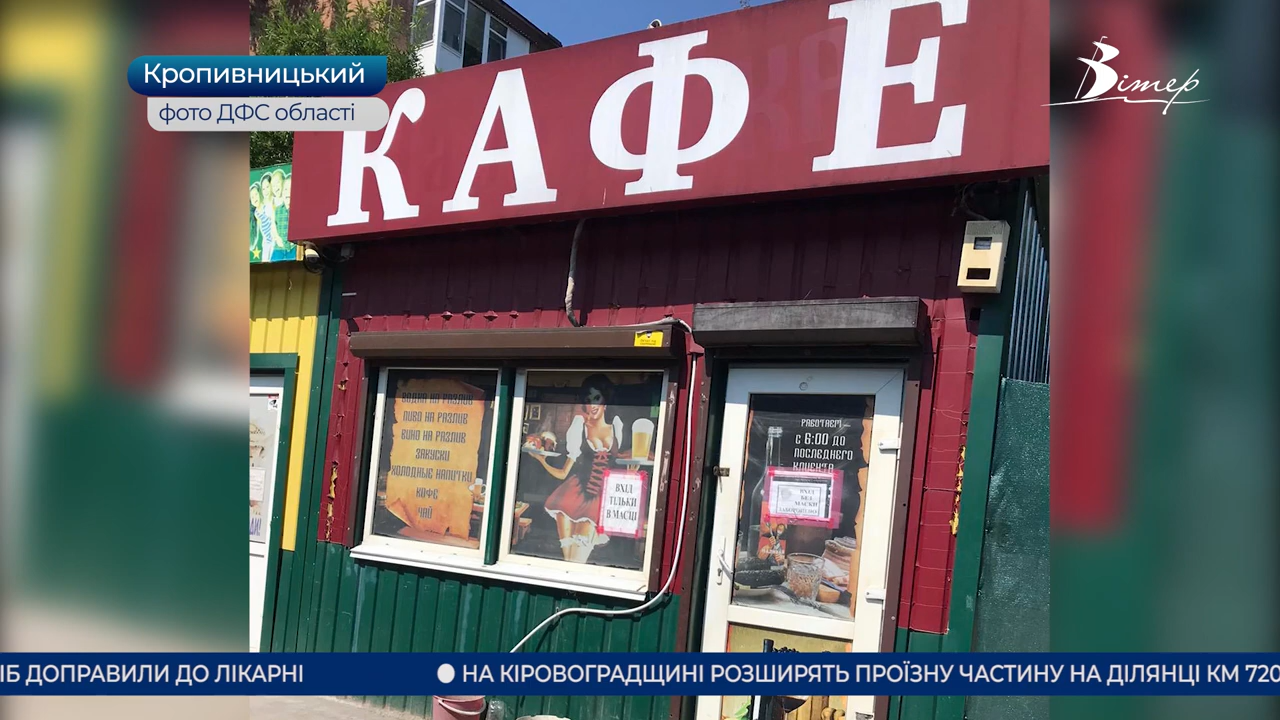 Кропивницький
фото ДФС області
Вітер
КАФЕ
ВОДКА НА РАЗЛИВ
ПИВО НА РАЗЛИВ
ВИНО НА РАЗЛИВ
ЗАКУСКИ
ХОЛОДНЫЕ НАПИТКИ
КОФЕ
ЧАЙ
ВХІД
ТІЛЬКИ
В МАСЦІ
РАБОТАЕМ
с 6:00 до
последнего
клиента
ВХІД
БЕЗ
МАСКИ
ЗАБОРОНЕНО
ІБ ДОПРАВИЛИ ДО ЛІКАРНІ
НА КІРОВОГРАДЩИНІ РОЗШИРЯТЬ ПРОЇЗНУ ЧАСТИНУ НА ДІЛЯНЦІ КМ 720